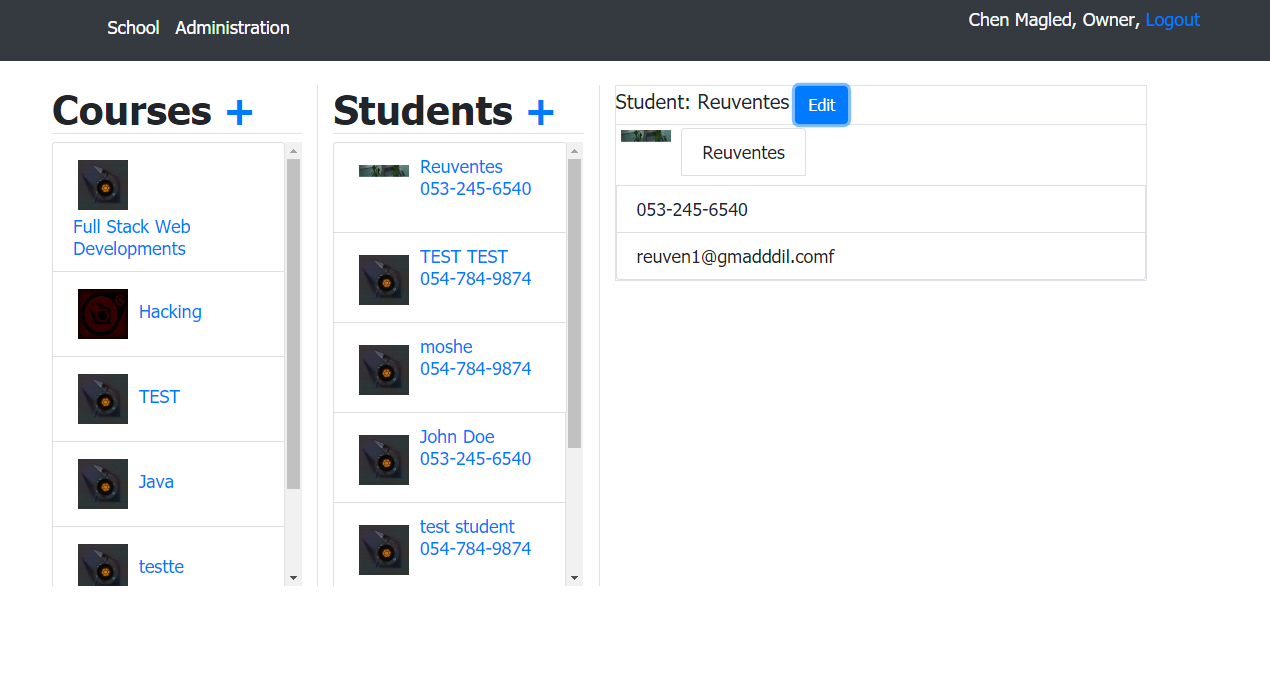 School Administration
Chen Magled, Owner, Logout
Courses +
Full Stack Web
Developments
Hacking
TEST
Java
testte
Students +
Reuventes
053-245-6540
TEST TEST
054-784-9874
moshe
054-784-9874
John Doe
053-245-6540
test student
054-784-9874
Student: Reuventes Edit
Reuventes
053-245-6540
reuven1@gmadddil.comf